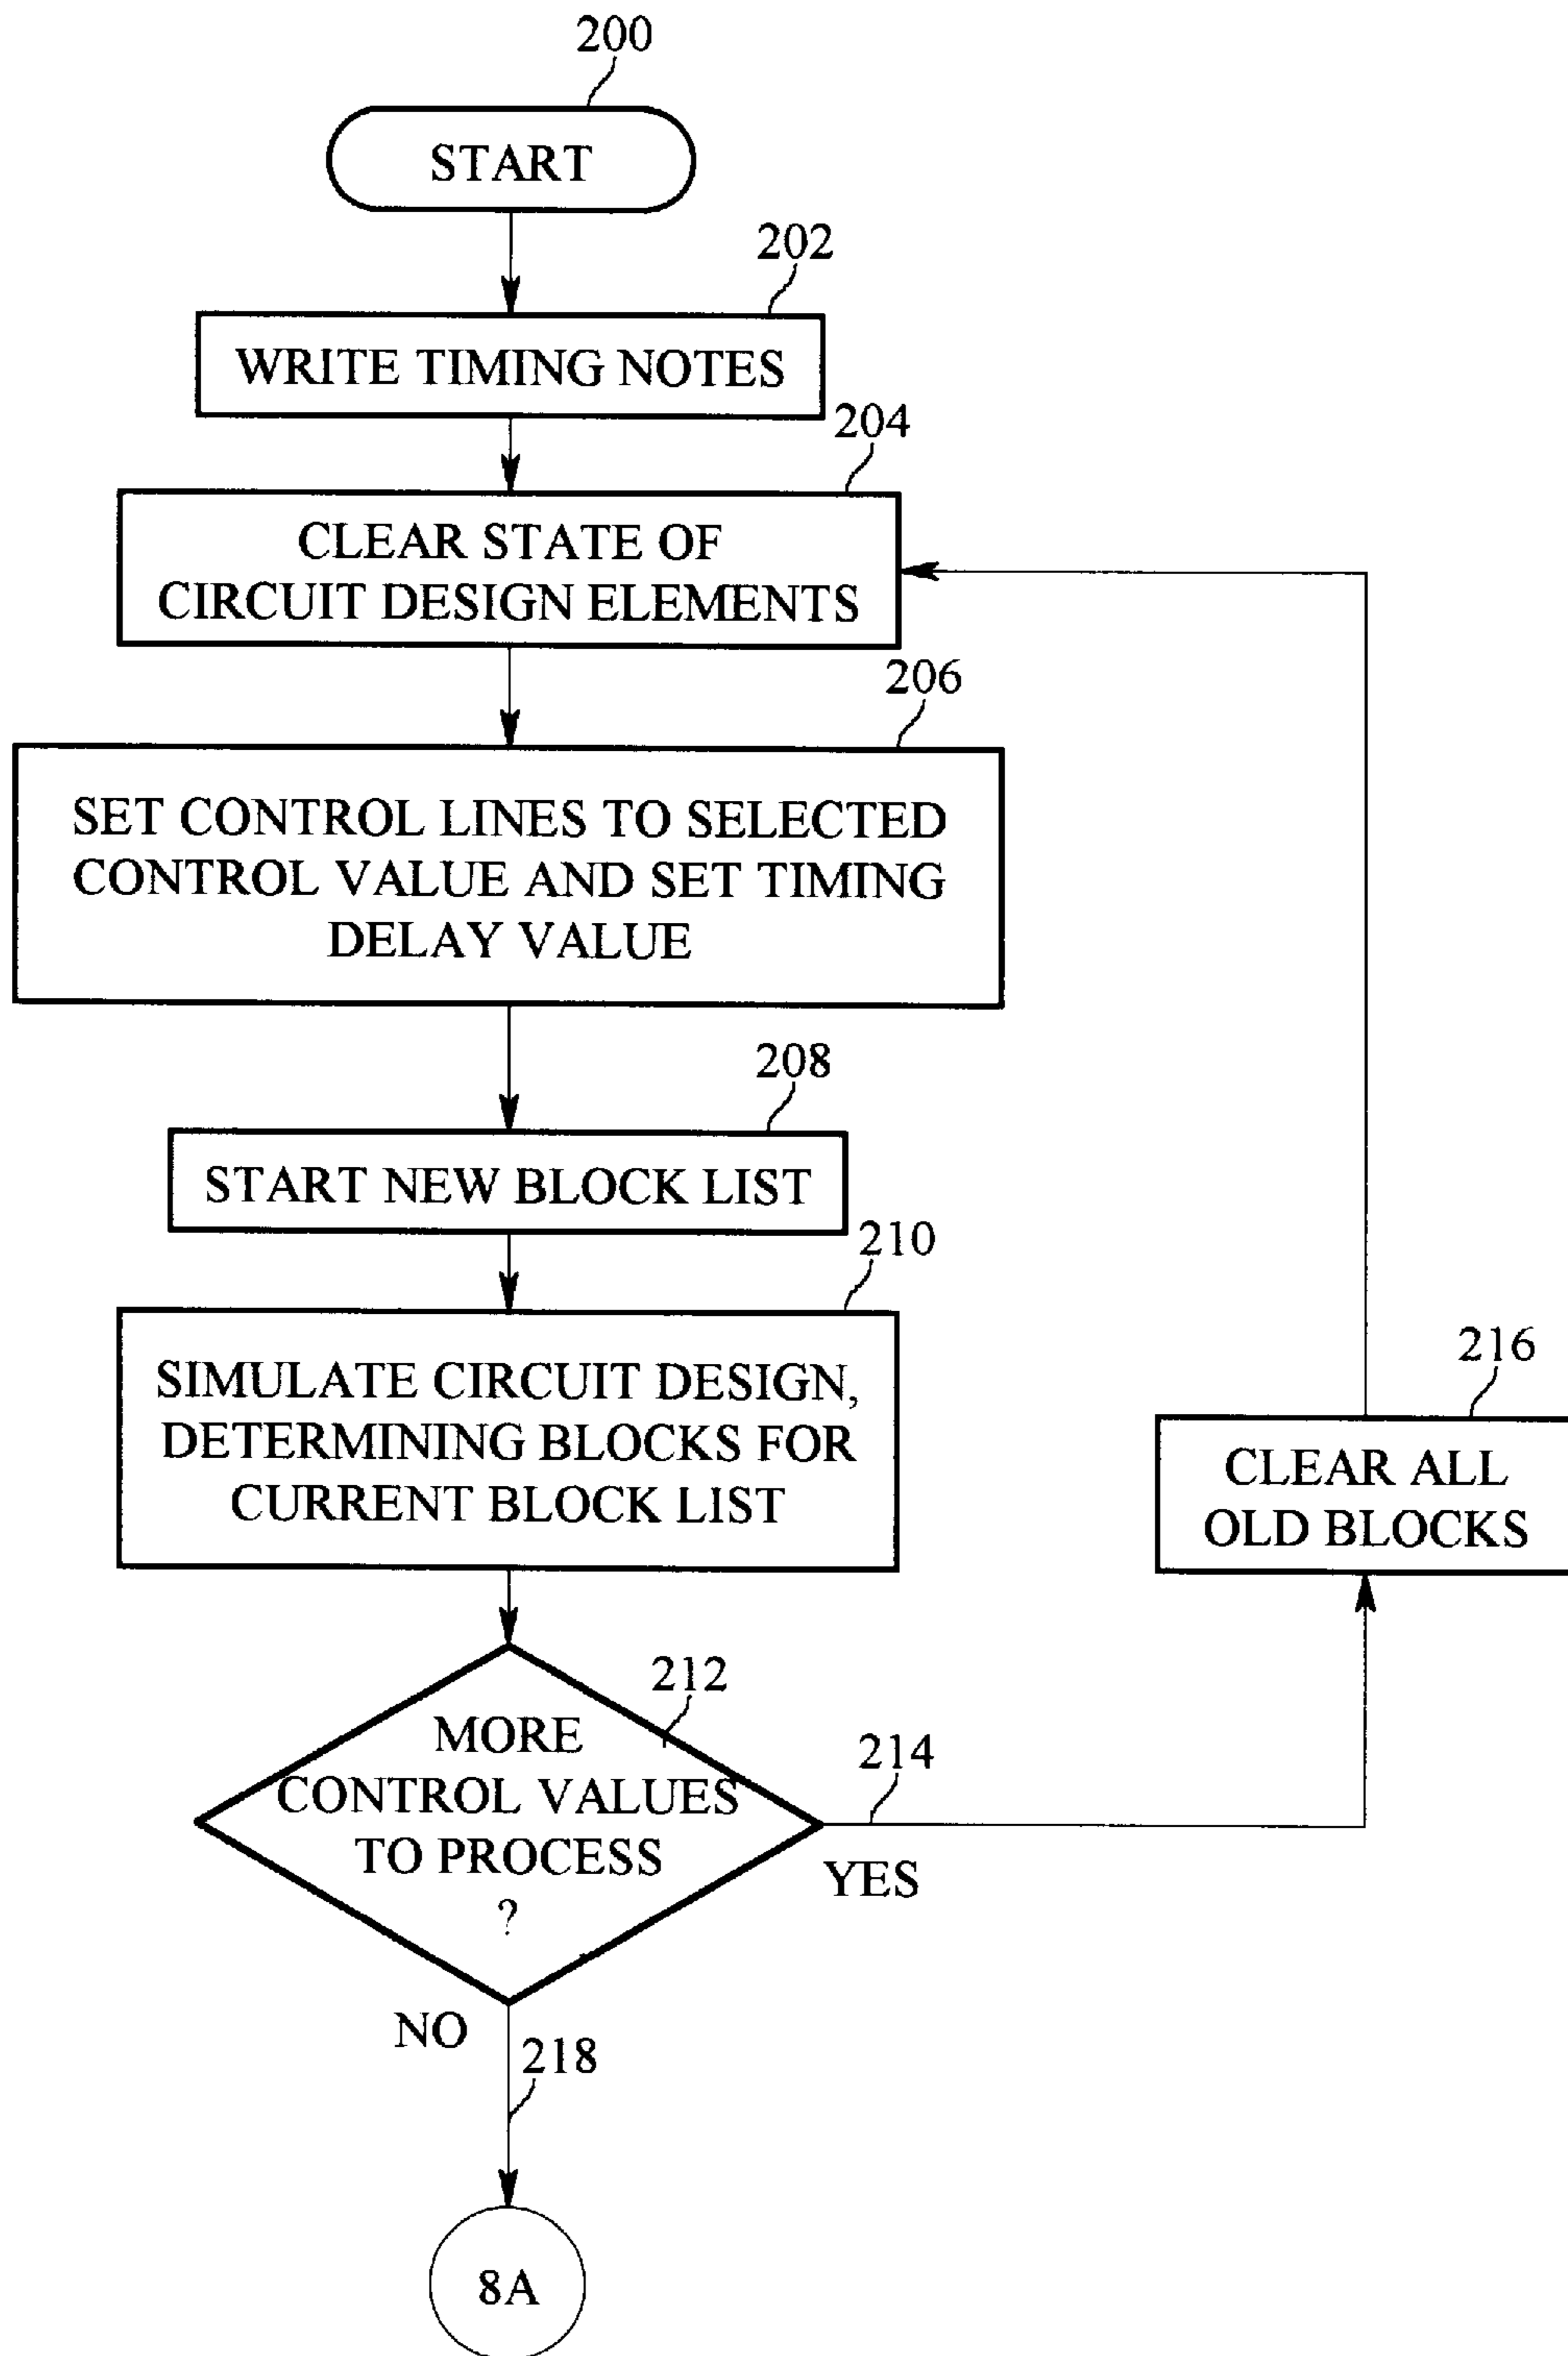 200
START
202
WRITE TIMING NOTES
204
CLEAR STATE OF
CIRCUIT DESIGN ELEMENTS
206
SET CONTROL LINES TO SELECTED
CONTROL VALUE AND SET TIMING
DELAY VALUE
208
START NEW BLOCK LIST
210
SIMULATE CIRCUIT DESIGN,
DETERMINING BLOCKS FOR
CURRENT BLOCK LIST
216
CLEAR ALL
OLD BLOCKS
212
MORE
CONTROL VALUES
TO PROCESS
?
214
YES
NO
218
8A